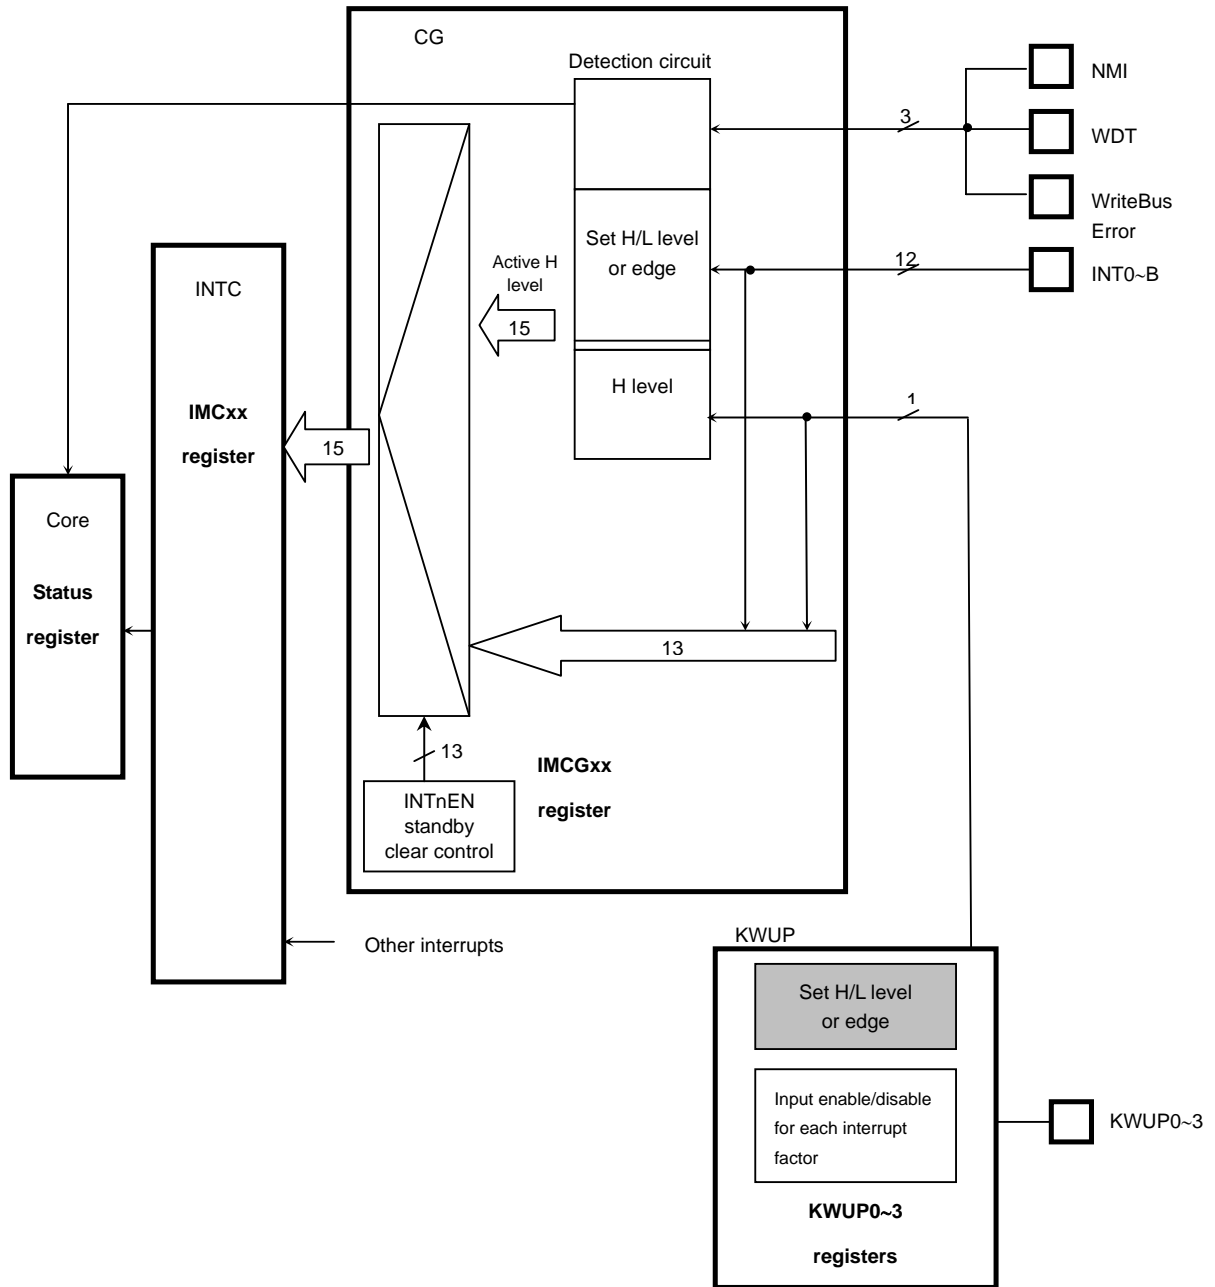 CG
Detection circuit
NMI
3
WDT
WriteBus
Error
Set H/L level
or edge
12
INT0~B
Active H
level
15
INTC
H level
1
IMCxx
register
15
Core
Status
register
13
13
IMCGxx
register
INTnEN
standby
clear control
Other interrupts
KWUP
Set H/L level
or edge
Input enable/disable
for each interrupt
factor
KWUP0~3
KWUP0~3
registers